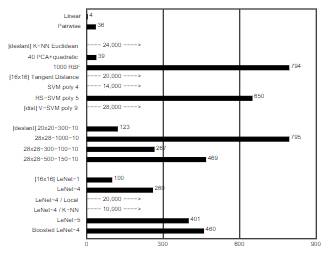 Linear 4
Pairwise 36
[deslant] K-NN Euclidean ---- 24,000 ---->
40 PCA+quadratic 39
1000 RBF 794
[16x16] Tangent Distance ---- 20,000 ---->
SVM poly 4 ---- 14,000 ---->
RS-SVM poly 5 650
[dist] V-SVM poly 9 ---- 28,000 ---->
[deslant] 20x20-300-10 123
28x28-1000-10 795
28x28-300-100-10 267
28x28-500-150-10 469
[16x16] LeNet-1 100
LeNet-4 260
LeNet-4 / Local ---- 20,000 ---->
LeNet-4 / K-NN ---- 10,000 ---->
LeNet-5 401
Boosted LeNet-4 460
0 300 600 900